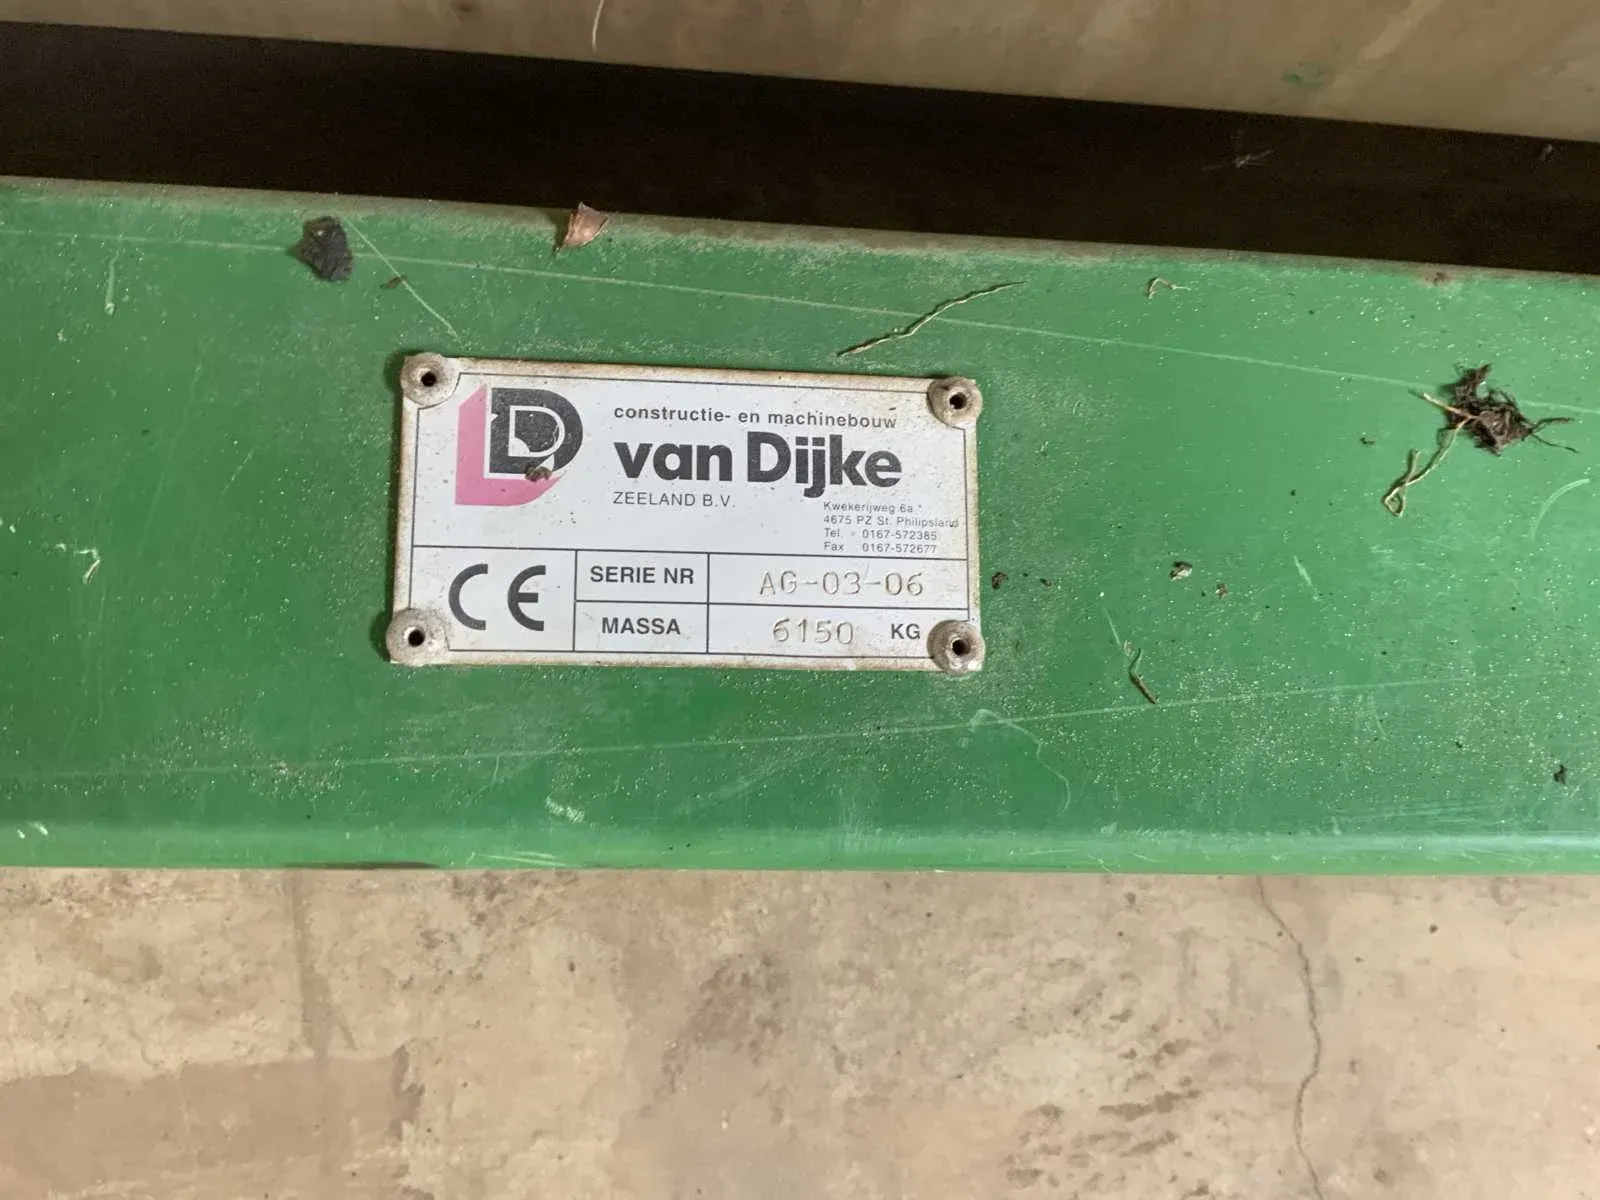 constructie- en machinebouw
van Dijke
ZEELAND B.V.
Kwekerijweg 6a
4675 PZ St. Philipsland
Tel. 0167-572385
Fax 0167-572677
CE
SERIE NR AG-03-06
MASSA 6150 KG